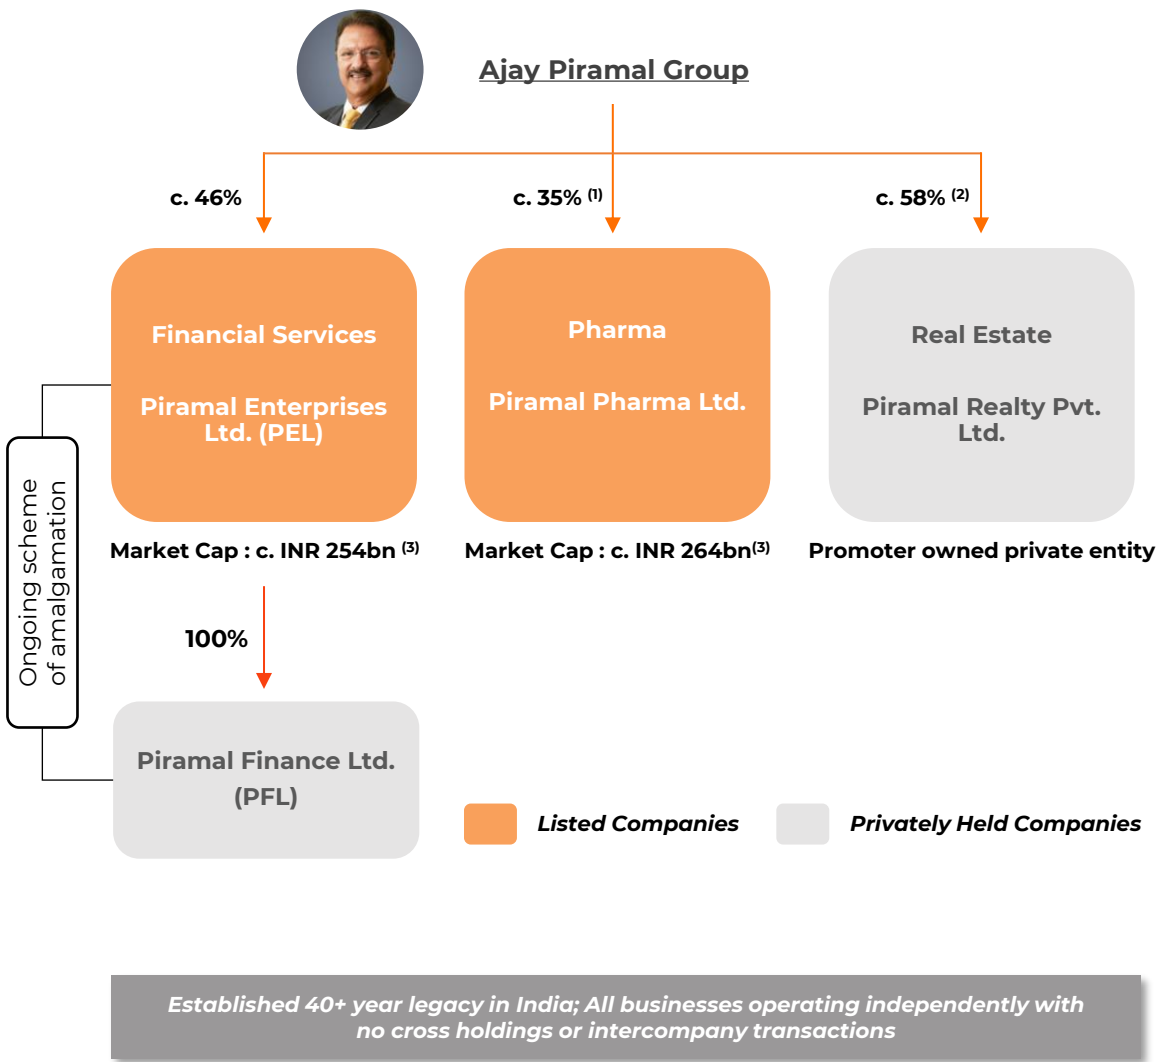 Ajay Piramal Group
c. 46%
c. 35% (1)
c. 58% (2)
Financial Services
Piramal Enterprises
Ltd. (PEL)
Pharma
Piramal Pharma Ltd.
Real Estate
Piramal Realty Pvt.
Ltd.
Market Cap : c. INR 254bn (3)
Market Cap : c. INR 264bn(3)
Promoter owned private entity
Ongoing scheme
of amalgamation
100%
Piramal Finance Ltd.
(PFL)
Listed Companies
Privately Held Companies
Established 40+ year legacy in India; All businesses operating independently with
no cross holdings or intercompany transactions